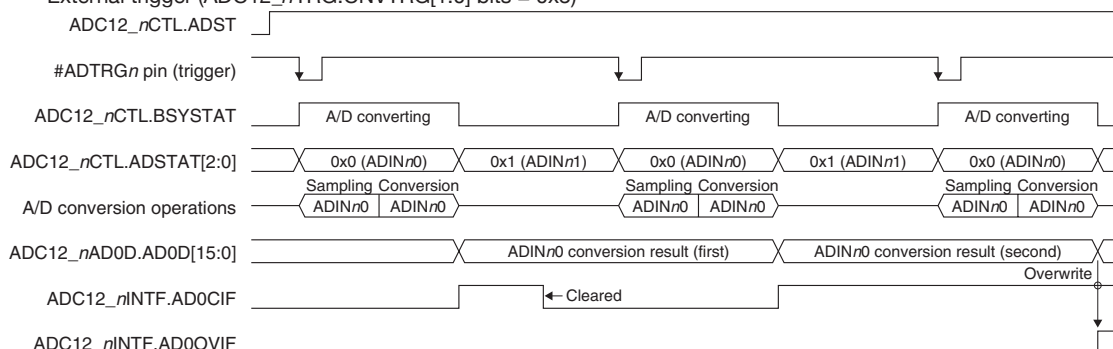 ADC12_nCTL.ADST
#ADTRGn pin (trigger)
ADC12_nCTL.BSYSTAT A/D converting A/D converting A/D converting
ADC12_nCTL.ADSTAT[2:0] 0x0 (ADINn0) 0x1 (ADINn1) 0x0 (ADINn0) 0x1 (ADINn1) 0x0 (ADINn0)
Sampling Conversion Sampling Conversion Sampling Conversion
A/D conversion operations ADINn0 ADINn0 ADINn0 ADINn0 ADINn0 ADINn0
ADC12_nAD0D.AD0D[15:0] ADINn0 conversion result (first) ADINn0 conversion result (second)
Overwrite
ADC12_nINTF.AD0CIF Cleared
ADC12_nINTF.AD0OVIF